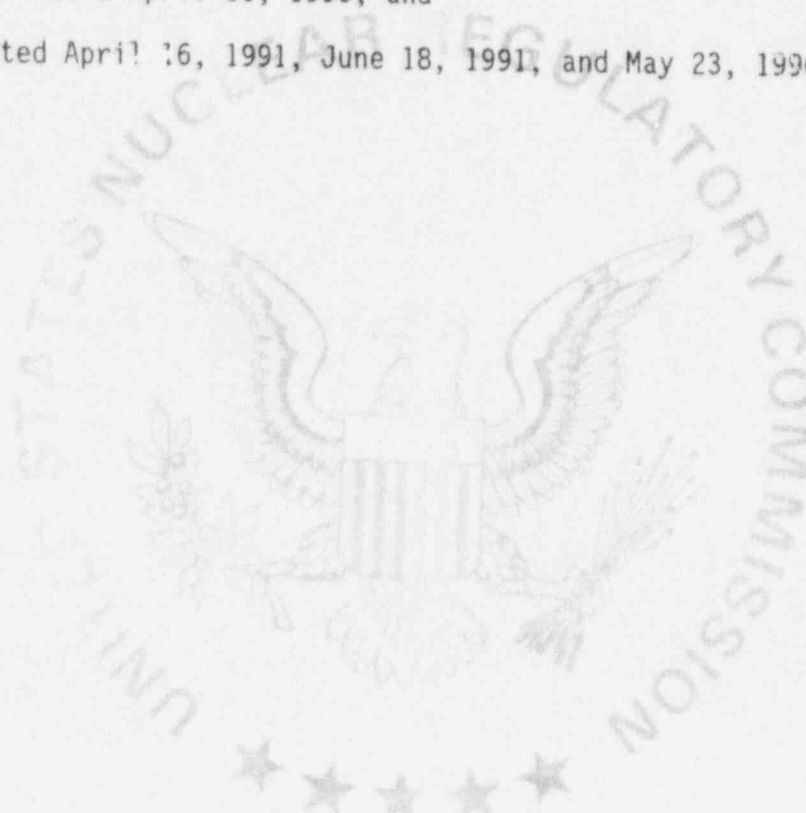 ted April 16, 1991, June 18, 1991, and May 23, 199
UNITED STATES NUCLEAR REGULATORY COMMISSION